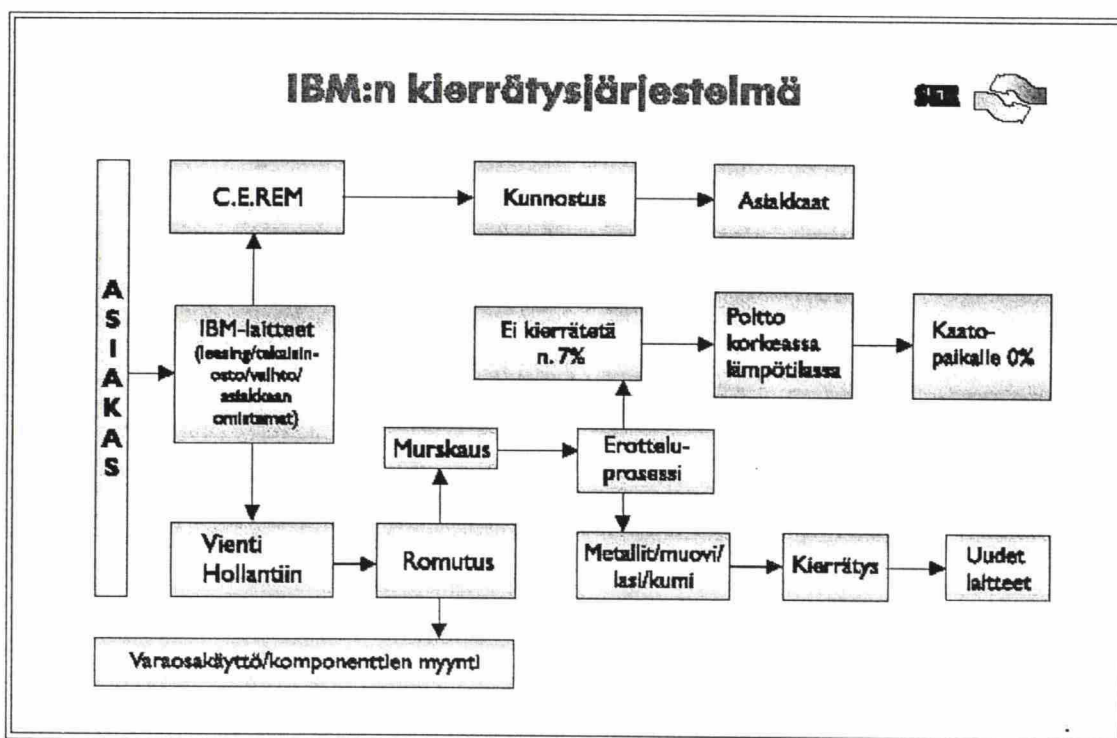 IBM:n kierrätysjärjestelmä
SER
ASIAKAS
C.E.REM
Kunnostus
Asiakkaat
IBM-laitteet
(leasing/takaisin-
osto/vaihto/
asiakkaan
omistamat)
Ei kierrätetä
n. 7%
Poltto
korkeassa
lämpötilassa
Kaato-
paikalle 0%
Murskaus
Erottelu-
prosessi
Vienti
Hollantiin
Romutus
Metallit/muovi/
lasi/kumi
Kierrätys
Uudet
laitteet
Varaosakäyttö/komponenttien myynti